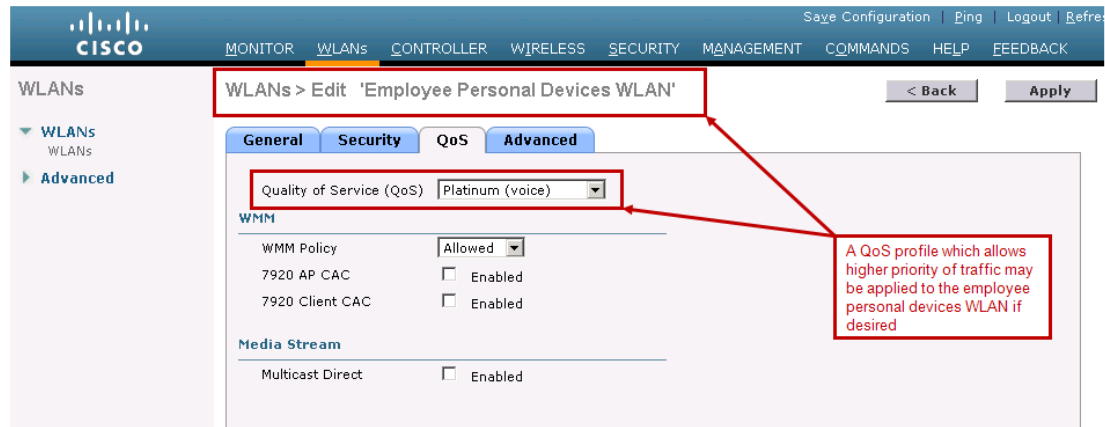 Save Configuration | Ping | Logout | Refre
CISCO
MONITOR WLANs CONTROLLER WIRELESS SECURITY MANAGEMENT COMMANDS HELP FEEDBACK
WLANs
WLANs > Edit 'Employee Personal Devices WLAN'
< Back
Apply
WLANs
WLANs
Advanced
General Security QoS Advanced
Quality of Service (QoS) Platinum (voice)
WMM
WMM Policy Allowed
7920 AP CAC Enabled
7920 Client CAC Enabled
Media Stream
Multicast Direct Enabled
A QoS profile which allows
higher priority of traffic may
be applied to the employee
personal devices WLAN if
desired